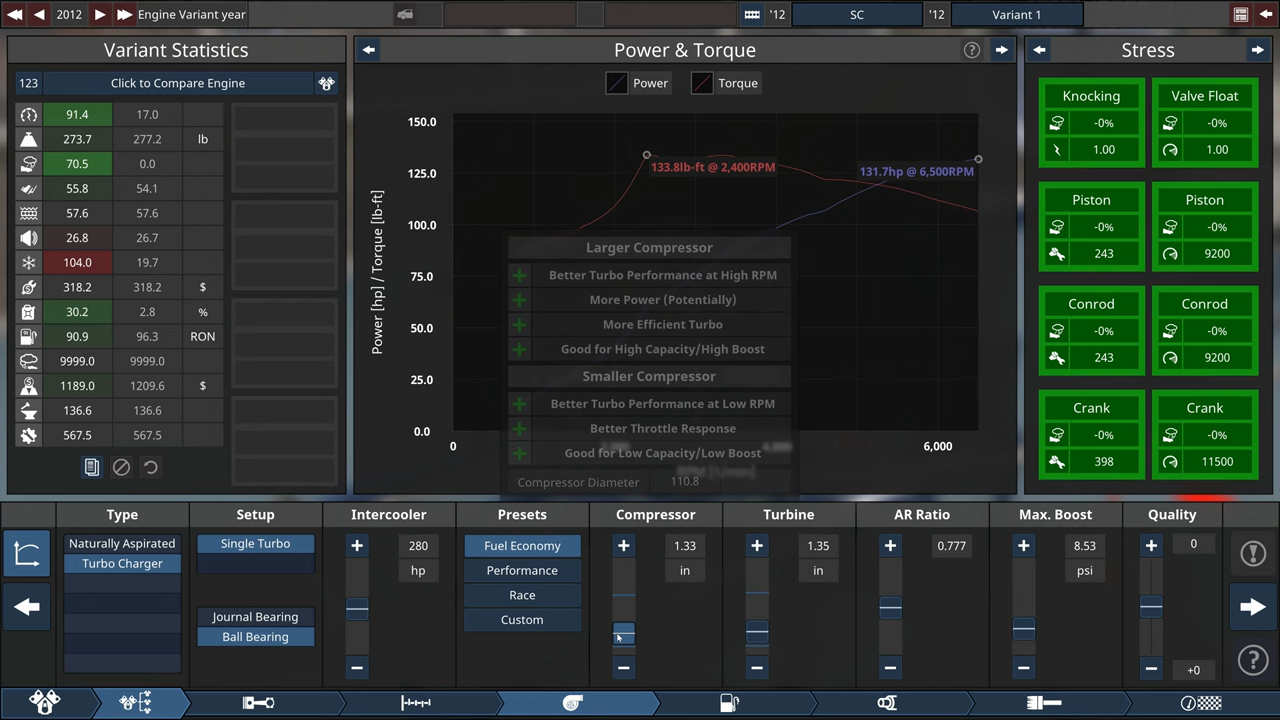 2012 Engine Variant year '12 SC '12 Variant 1
Variant Statistics
123 Click to Compare Engine
91.4 17.0
273.7 277.2 lb
70.5 0.0
55.8 54.1
57.6 57.6
26.8 26.7
104.0 19.7
318.2 318.2 $
30.2 2.8 %
90.9 96.3 RON
9999.0 9999.0
1189.0 1209.6 $
136.6 136.6
567.5 567.5
Power & Torque ?
Power Torque
Power [hp] / Torque [lb-ft]
150.0
125.0
100.0
75.0
50.0
25.0
0.0
133.8lb-ft @ 2,400RPM
131.7hp @ 6,500RPM
0 2,000 4,000 6,000
RPM [1/min]
Larger Compressor
+ Better Turbo Performance at High RPM
+ More Power (Potentially)
+ More Efficient Turbo
+ Good for High Capacity/High Boost
Smaller Compressor
+ Better Turbo Performance at Low RPM
+ Better Throttle Response
+ Good for Low Capacity/Low Boost
Compressor Diameter 110.8
Stress
Knocking Valve Float
-0% -0%
1.00 1.00
Piston Piston
-0% -0%
243 9200
Conrod Conrod
-0% -0%
243 9200
Crank Crank
-0% -0%
398 11500
Type
Naturally Aspirated
Turbo Charger
Setup
Single Turbo
Journal Bearing
Ball Bearing
Intercooler
+ 280
hp
-
Presets
Fuel Economy
Performance
Race
Custom
Compressor
+ 1.33
in
-
Turbine
+ 1.35
in
-
AR Ratio
+ 0.777
-
Max. Boost
+ 8.53
psi
-
Quality
+ 0
- +0
!
?